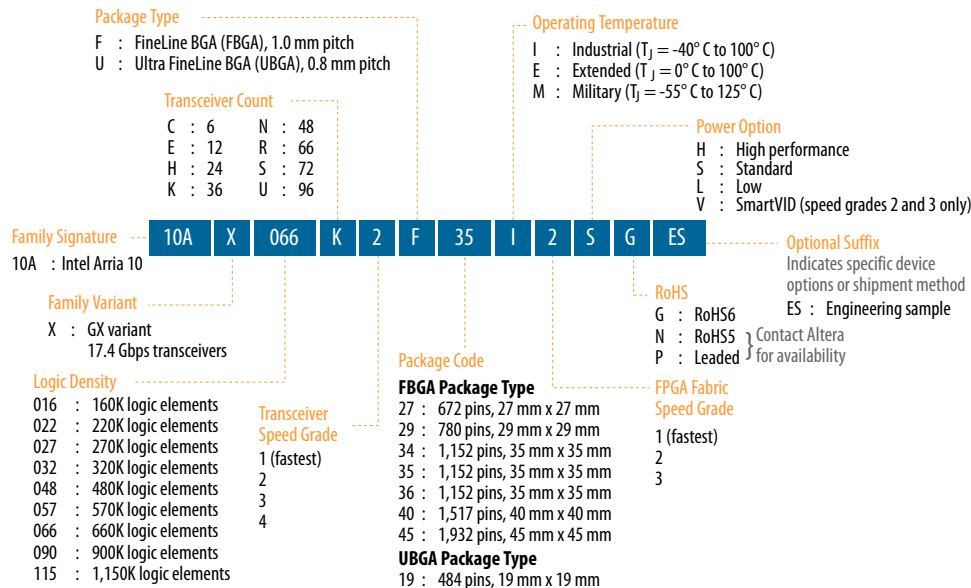 Package Type
F : FineLine BGA (FBGA), 1.0 mm pitch
U : Ultra FineLine BGA (UBGA), 0.8 mm pitch
Operating Temperature
I : Industrial (TJ = -40° C to 100° C)
E : Extended (T J = 0° C to 100° C)
M : Military (TJ = -55° C to 125° C)
Transceiver Count
C : 6 N : 48
E : 12 R : 66
H : 24 S : 72
K : 36 U : 96
Power Option
H : High performance
S : Standard
L : Low
V : SmartVID (speed grades 2 and 3 only)
Family Signature
10A : Intel Arria 10
10A X 066 K 2 F 35 I 2 S G ES
Optional Suffix
Indicates specific device
options or shipment method
ES : Engineering sample
Family Variant
X : GX variant
17.4 Gbps transceivers
RoHS
G : RoHS6
N : RoHS5
P : Leaded
} Contact Altera
for availability
Logic Density
016 : 160K logic elements
022 : 220K logic elements
027 : 270K logic elements
032 : 320K logic elements
048 : 480K logic elements
057 : 570K logic elements
066 : 660K logic elements
090 : 900K logic elements
115 : 1,150K logic elements
Transceiver
Speed Grade
1 (fastest)
2
3
4
Package Code
FBGA Package Type
27 : 672 pins, 27 mm x 27 mm
29 : 780 pins, 29 mm x 29 mm
34 : 1,152 pins, 35 mm x 35 mm
35 : 1,152 pins, 35 mm x 35 mm
36 : 1,152 pins, 35 mm x 35 mm
40 : 1,517 pins, 40 mm x 40 mm
45 : 1,932 pins, 45 mm x 45 mm
UBGA Package Type
19 : 484 pins, 19 mm x 19 mm
FPGA Fabric
Speed Grade
1 (fastest)
2
3